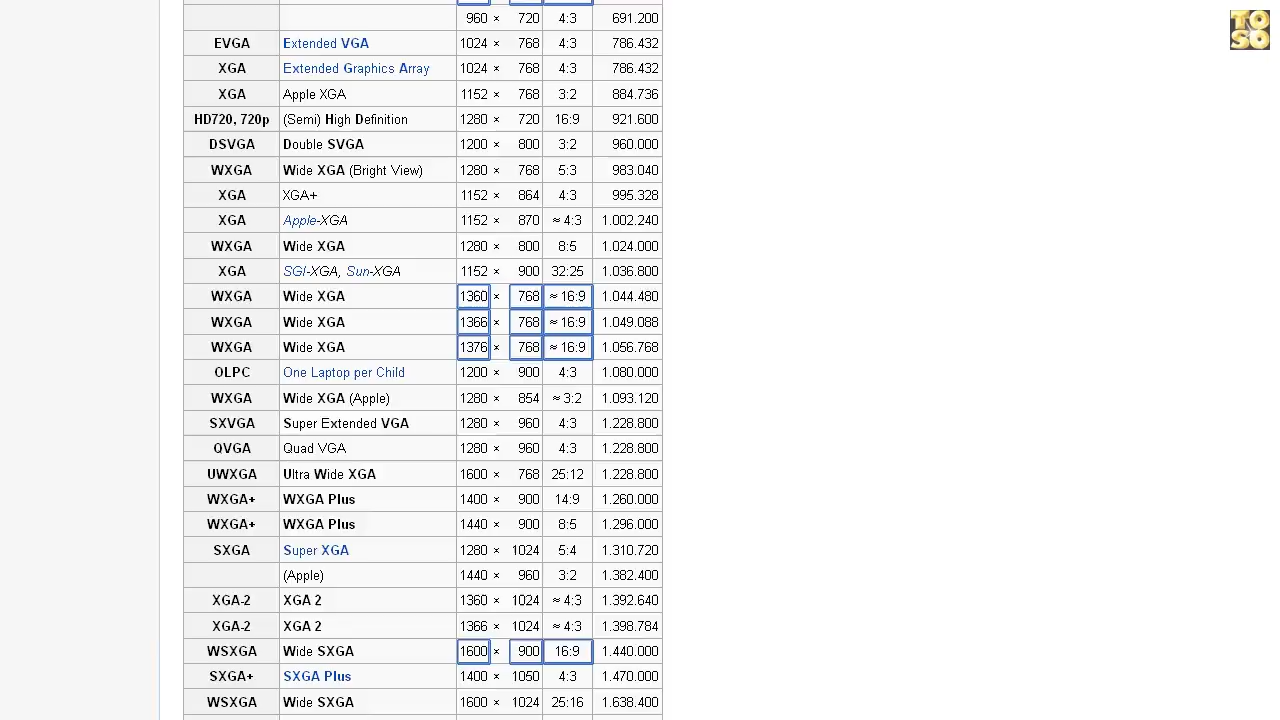 960 × 720 4:3 691.200
TO
SO
EVGA Extended VGA 1024 × 768 4:3 786.432
XGA Extended Graphics Array 1024 × 768 4:3 786.432
XGA Apple XGA 1152 × 768 3:2 884.736
HD720, 720p (Semi) High Definition 1280 × 720 16:9 921.600
DSVGA Double SVGA 1200 × 800 3:2 960.000
WXGA Wide XGA (Bright View) 1280 × 768 5:3 983.040
XGA XGA+ 1152 × 864 4:3 995.328
XGA Apple-XGA 1152 × 870 ≈ 4:3 1.002.240
WXGA Wide XGA 1280 × 800 8:5 1.024.000
XGA SGI-XGA, Sun-XGA 1152 × 900 32:25 1.036.800
WXGA Wide XGA 1360 × 768 ≈ 16:9 1.044.480
WXGA Wide XGA 1366 × 768 ≈ 16:9 1.049.088
WXGA Wide XGA 1376 × 768 ≈ 16:9 1.056.768
OLPC One Laptop per Child 1200 × 900 4:3 1.080.000
WXGA Wide XGA (Apple) 1280 × 854 ≈ 3:2 1.093.120
SXVGA Super Extended VGA 1280 × 960 4:3 1.228.800
QVGA Quad VGA 1280 × 960 4:3 1.228.800
UWXGA Ultra Wide XGA 1600 × 768 25:12 1.228.800
WXGA+ WXGA Plus 1400 × 900 14:9 1.260.000
WXGA+ WXGA Plus 1440 × 900 8:5 1.296.000
SXGA Super XGA 1280 × 1024 5:4 1.310.720
(Apple) 1440 × 960 3:2 1.382.400
XGA-2 XGA 2 1360 × 1024 ≈ 4:3 1.392.640
XGA-2 XGA 2 1366 × 1024 ≈ 4:3 1.398.784
WSXGA Wide SXGA 1600 × 900 16:9 1.440.000
SXGA+ SXGA Plus 1400 × 1050 4:3 1.470.000
WSXGA Wide SXGA 1600 × 1024 25:16 1.638.400